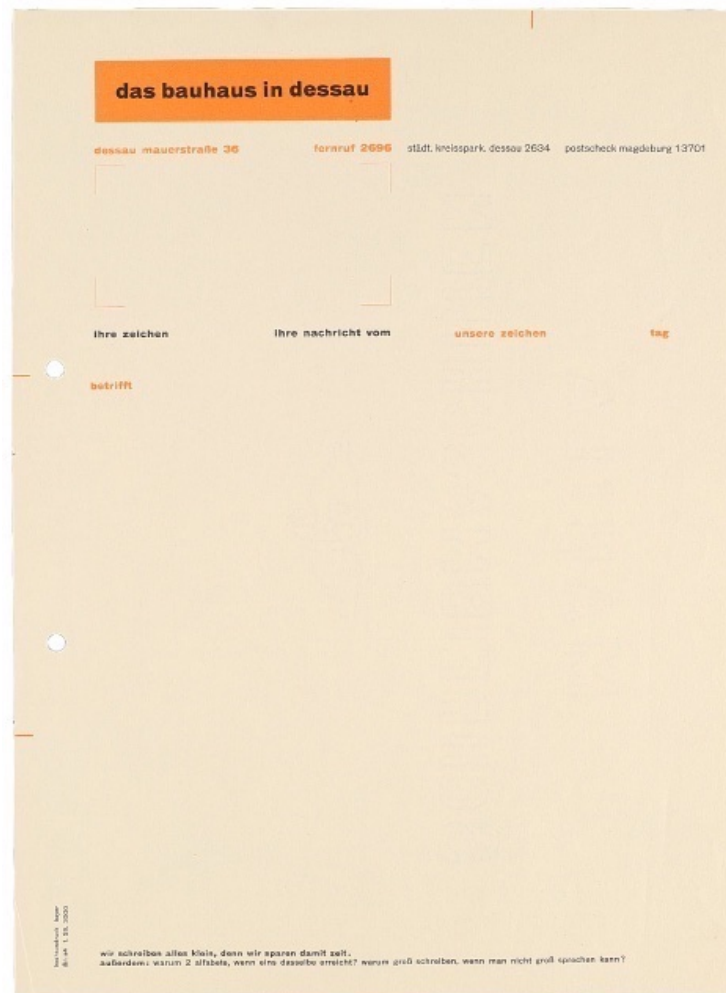 das bauhaus in dessau
dessau mauerstraße 36 fernruf 2696 städt. kreisspark. dessau 2634 postscheck magdeburg 13701
ihre zeichen ihre nachricht vom unsere zeichen tag
betrifft
wir schreiben alles klein, denn wir sparen damit zeit.
außerdem: warum 2 alfabete, wenn eins dasselbe erreicht? warum groß schreiben, wenn man nicht groß sprechen kann?
bayer